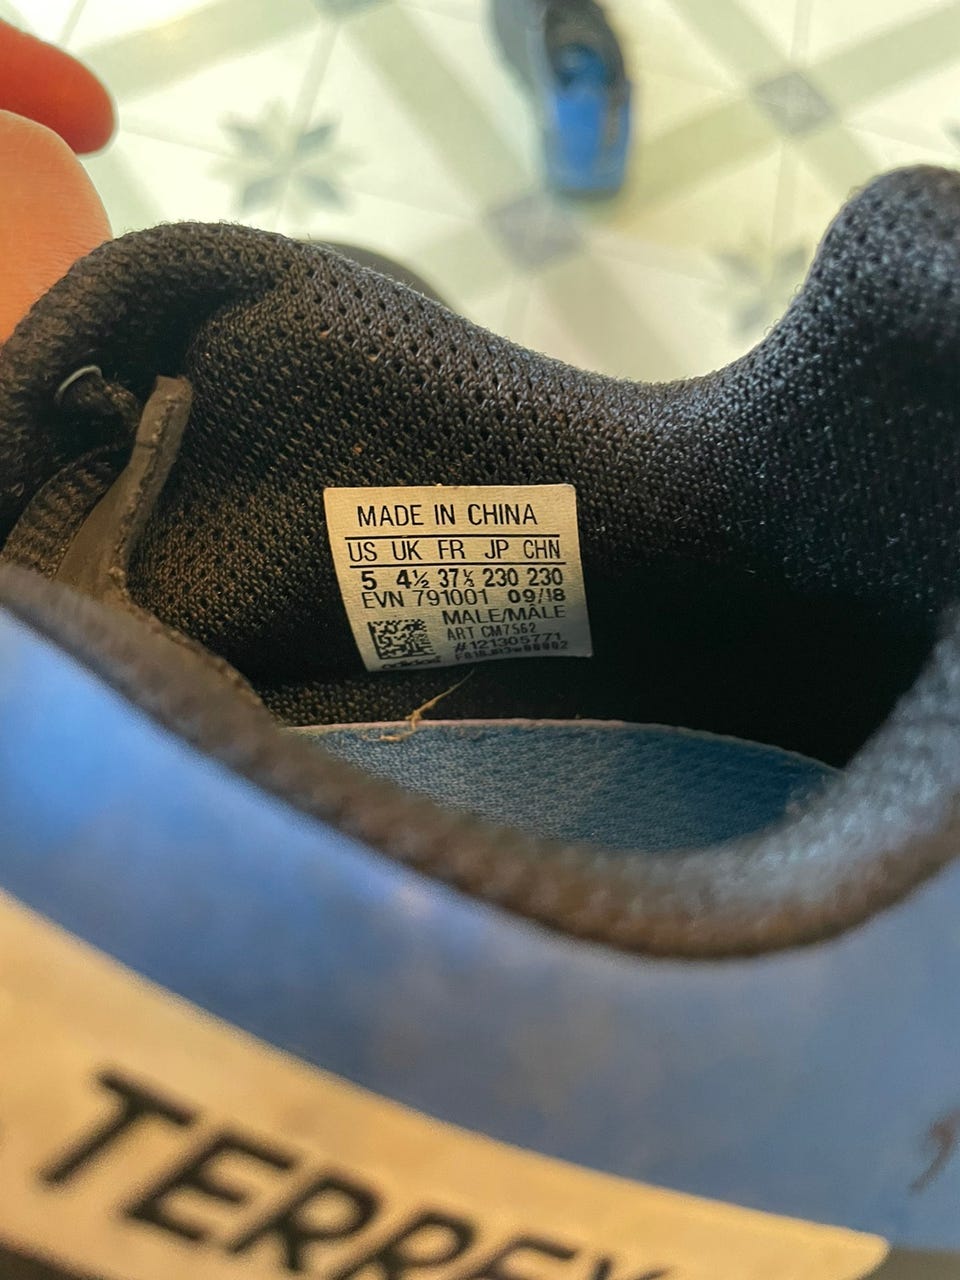 MADE IN CHINA
US UK FR JP CHN
5 4½ 37⅓ 230 230
EVN 791001 09/18
MALE/MÂLE
ART CM7562
#121305771
adidas
TERREX